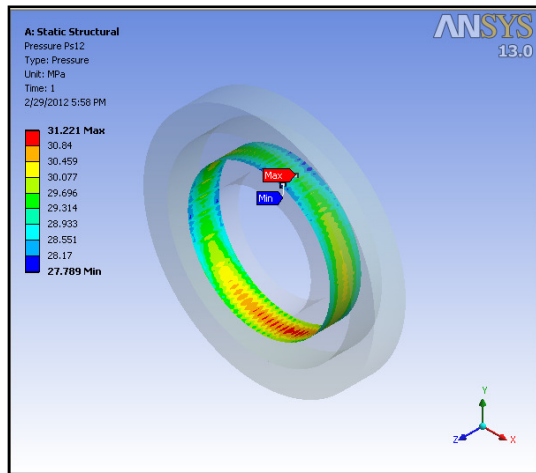 A: Static Structural
Pressure Ps12
Type: Pressure
Unit: MPa
Time: 1
2/29/2012 5:58 PM
31.221 Max
30.84
30.459
30.077
29.696
29.314
28.933
28.551
28.17
27.789 Min
ANSYS
13.0
Max
Min
Y
Z
X